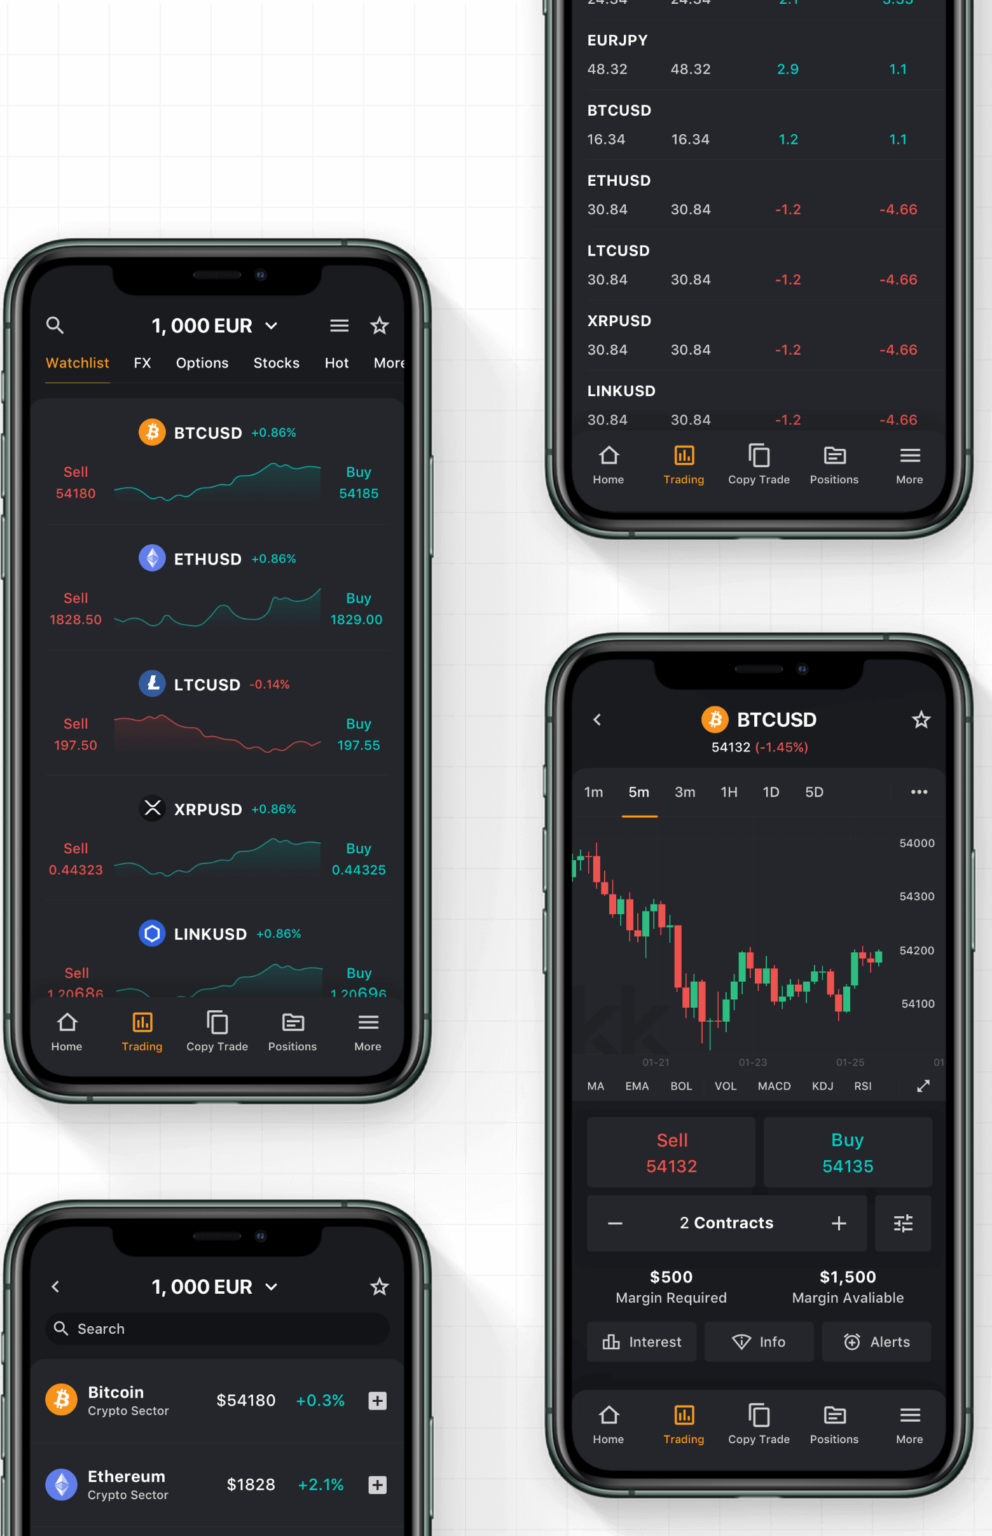 1, 000 EUR
Watchlist FX Options Stocks Hot More
BTCUSD +0.86%
Sell Buy
54180 54185
ETHUSD +0.86%
Sell Buy
1828.50 1829.00
LTCUSD -0.14%
Sell Buy
197.50 197.55
XRPUSD +0.86%
Sell Buy
0.44323 0.44325
LINKUSD +0.86%
Sell Buy
1.20686 1.20696
Home Trading Copy Trade Positions More
1, 000 EUR
Search
Bitcoin
Crypto Sector
$54180 +0.3%
Ethereum
Crypto Sector
$1828 +2.1%
24.34 24.34 2.1 3.33
EURJPY
48.32 48.32 2.9 1.1
BTCUSD
16.34 16.34 1.2 1.1
ETHUSD
30.84 30.84 -1.2 -4.66
LTCUSD
30.84 30.84 -1.2 -4.66
XRPUSD
30.84 30.84 -1.2 -4.66
LINKUSD
30.84 30.84 -1.2 -4.66
Home Trading Copy Trade Positions More
BTCUSD
54132 (-1.45%)
1m 5m 3m 1H 1D 5D
54000
54300
54200
54100
kk
01-21 01-23 01-25 01
MA EMA BOL VOL MACD KDJ RSI
Sell Buy
54132 54135
2 Contracts
$500 $1,500
Margin Required Margin Avaliable
Interest Info Alerts
Home Trading Copy Trade Positions More